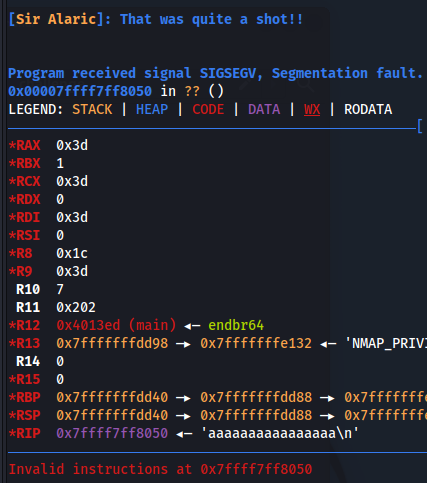 [Sir Alaric]: That was quite a shot!!
Program received signal SIGSEGV, Segmentation fault.
0x00007ffff7ff8050 in ?? ()
LEGEND: STACK | HEAP | CODE | DATA | WX | RODATA
[
*RAX 0x3d
*RBX 1
*RCX 0x3d
*RDX 0
*RDI 0x3d
*RSI 0
*R8 0x1c
*R9 0x3d
R10 7
R11 0x202
*R12 0x4013ed (main) ◂— endbr64
*R13 0x7fffffffdd98 —▸ 0x7fffffffe132 ◂— 'NMAP_PRIVI
R14 0
*R15 0
*RBP 0x7fffffffdd40 —▸ 0x7fffffffdd88 —▸ 0x7fffffffe
*RSP 0x7fffffffdd40 —▸ 0x7fffffffdd88 —▸ 0x7fffffffe
*RIP 0x7ffff7ff8050 ◂— 'aaaaaaaaaaaaaaaa\n'
Invalid instructions at 0x7ffff7ff8050